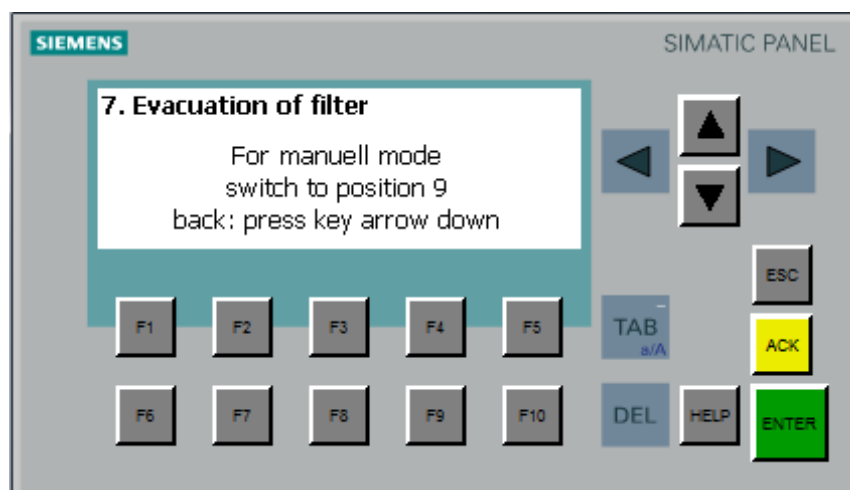 SIEMENS
SIMATIC PANEL
7. Evacuation of filter
For manuell mode
switch to position 9
back: press key arrow down
ESC
F1 F2 F3 F4 F5 TAB a/A ACK
F6 F7 F8 F9 F10 DEL HELP ENTER